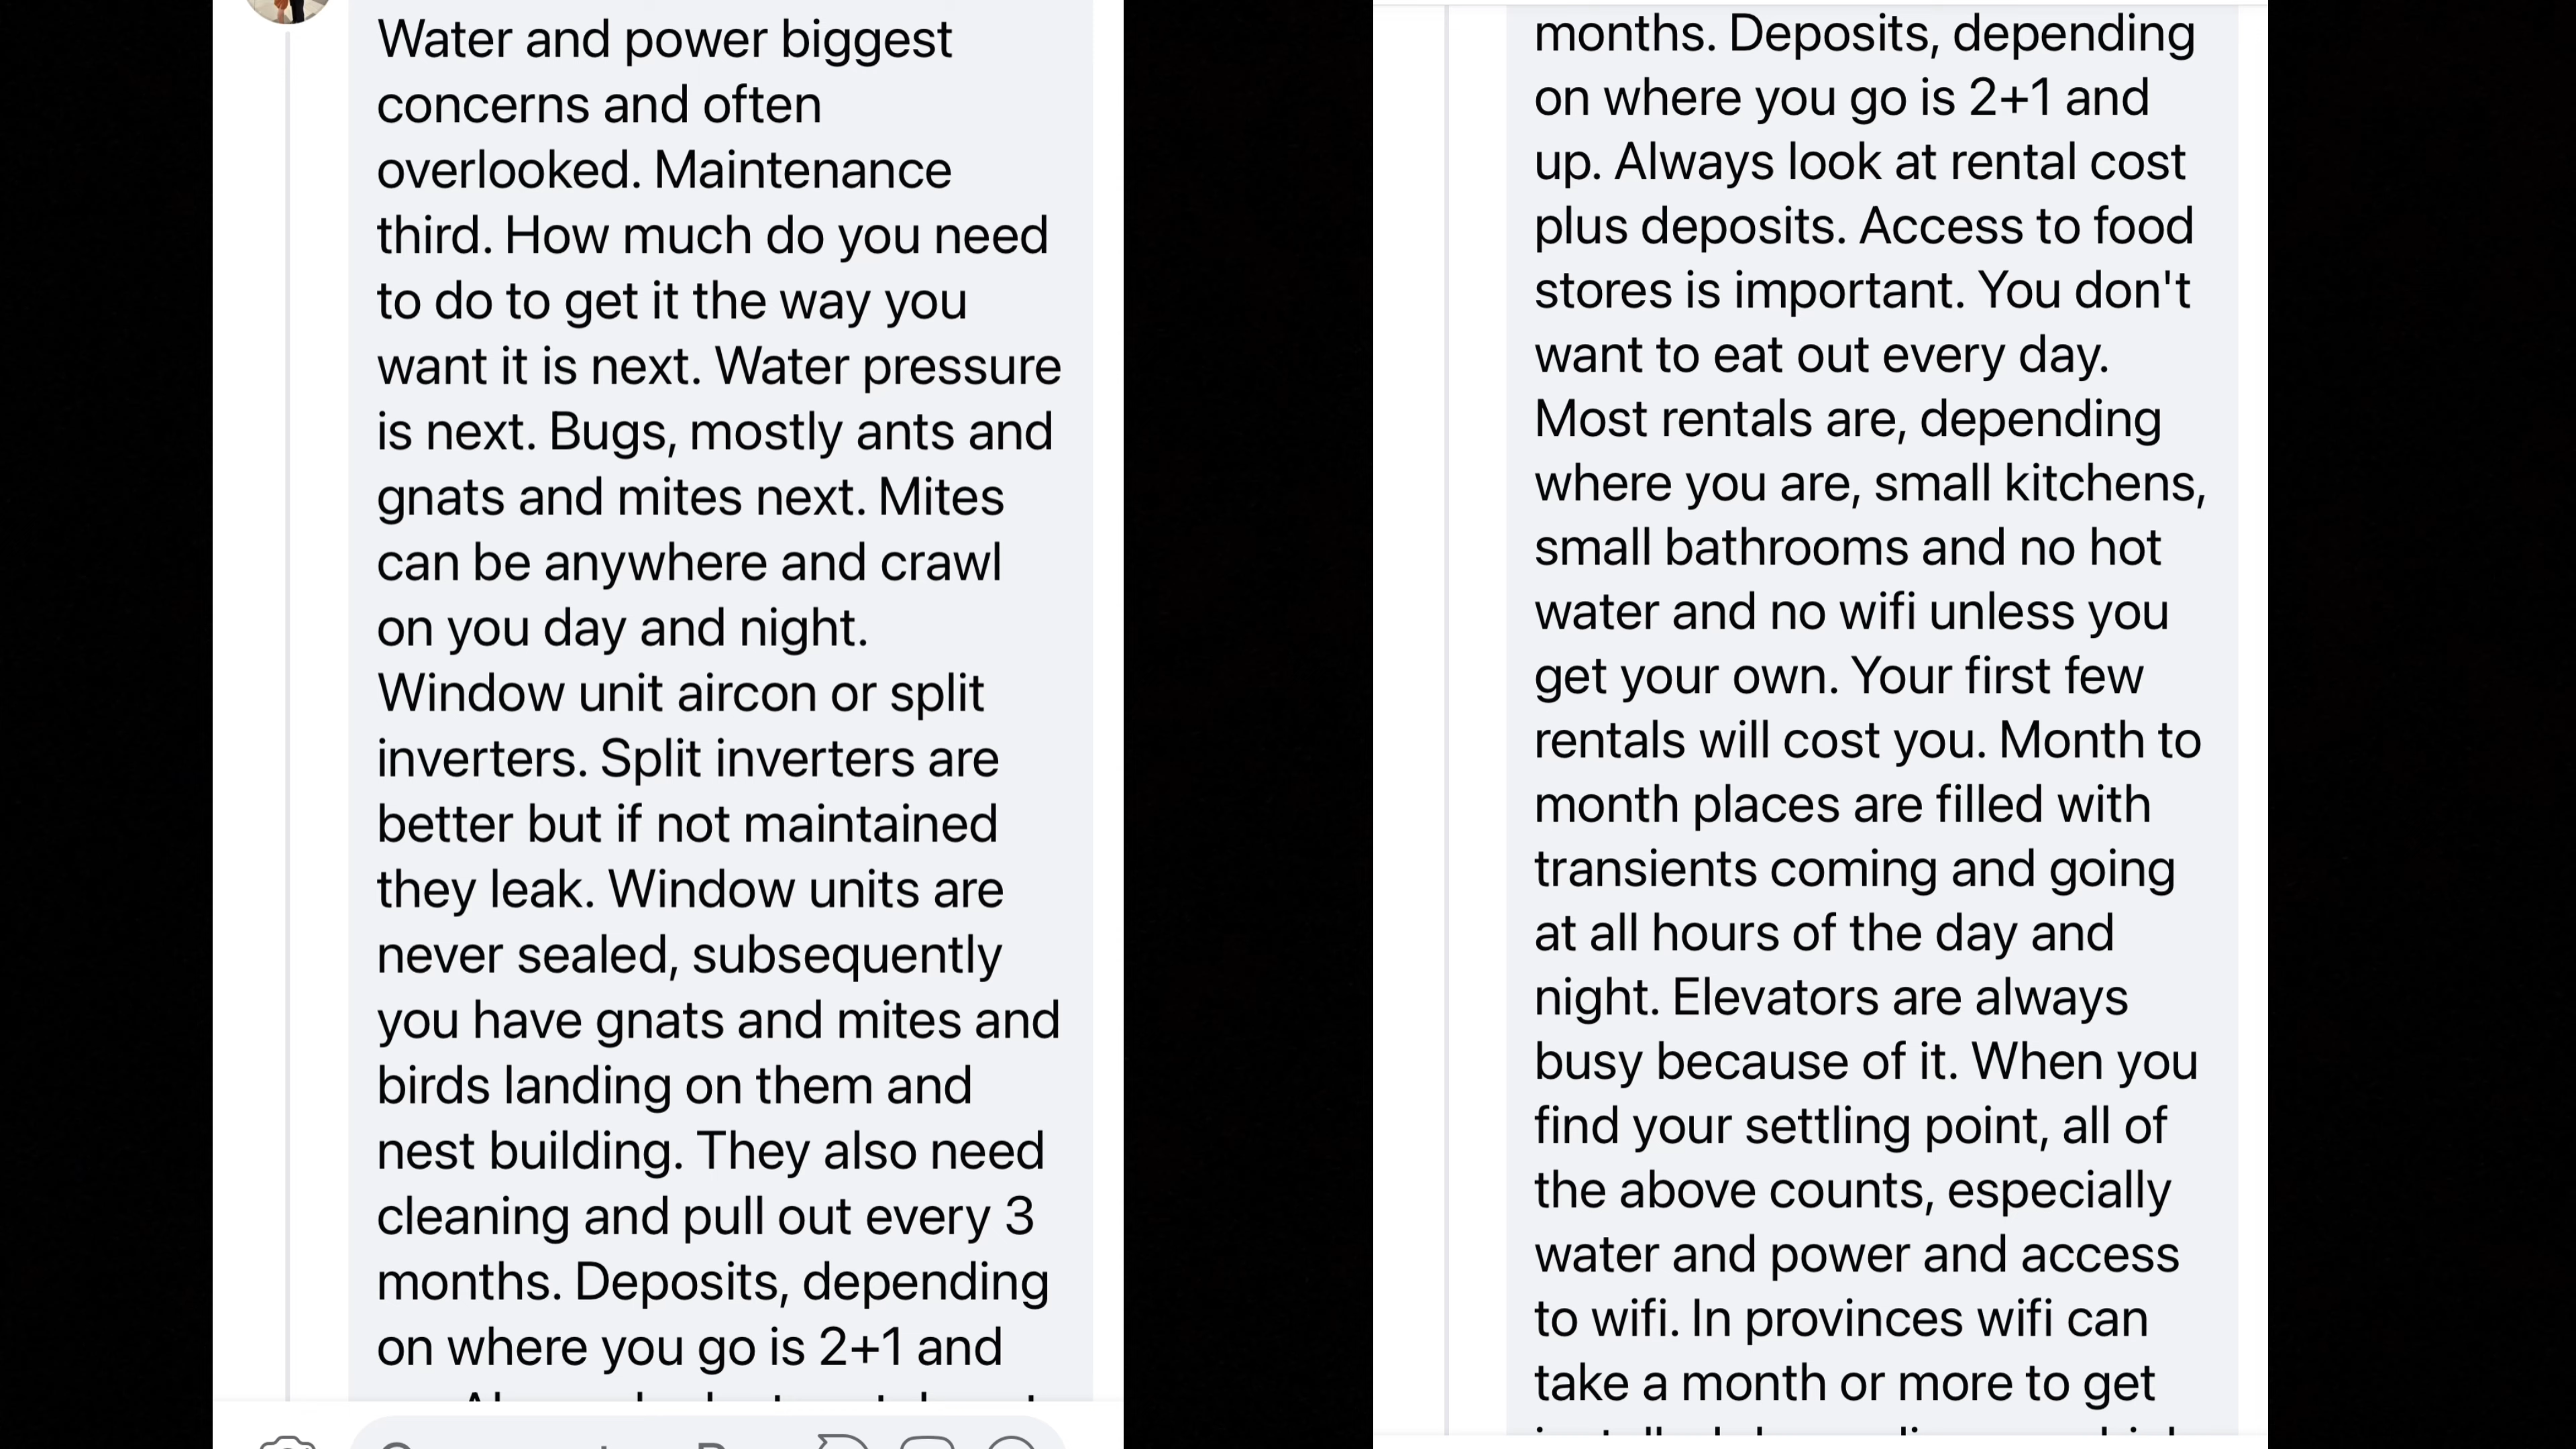 Water and power biggest
concerns and often
overlooked. Maintenance
third. How much do you need
to do to get it the way you
want it is next. Water pressure
is next. Bugs, mostly ants and
gnats and mites next. Mites
can be anywhere and crawl
on you day and night.
Window unit aircon or split
inverters. Split inverters are
better but if not maintained
they leak. Window units are
never sealed, subsequently
you have gnats and mites and
birds landing on them and
nest building. They also need
cleaning and pull out every 3
months. Deposits, depending
on where you go is 2+1 and
months. Deposits, depending
on where you go is 2+1 and
up. Always look at rental cost
plus deposits. Access to food
stores is important. You don't
want to eat out every day.
Most rentals are, depending
where you are, small kitchens,
small bathrooms and no hot
water and no wifi unless you
get your own. Your first few
rentals will cost you. Month to
month places are filled with
transients coming and going
at all hours of the day and
night. Elevators are always
busy because of it. When you
find your settling point, all of
the above counts, especially
water and power and access
to wifi. In provinces wifi can
take a month or more to get